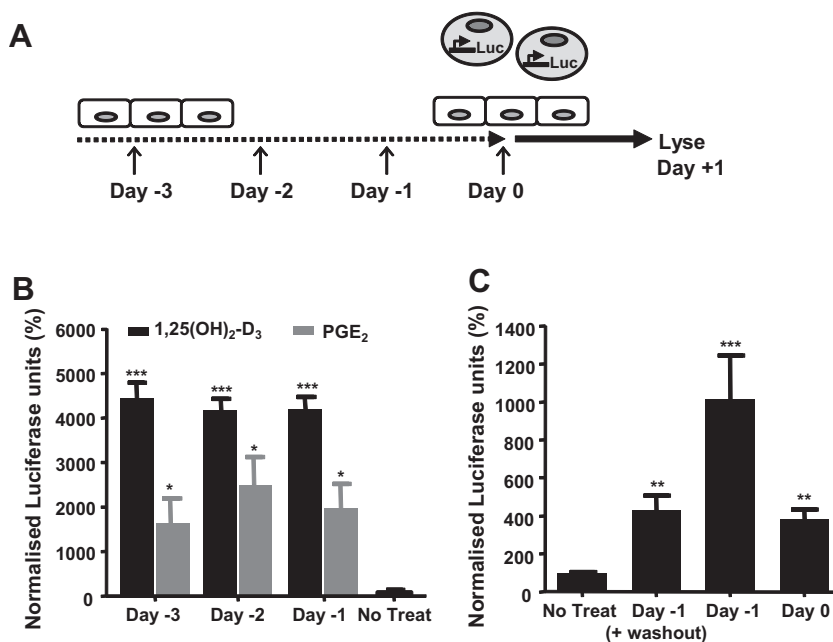 A
Luc
Luc
Lyse
Day +1
Day -3
Day -2
Day -1
Day 0
B
1,25(OH)₂-D₃
PGE₂
Normalised Luciferase units (%)
6000
5000
4000
3000
2000
1000
0
***
*
***
*
***
*
Day -3
Day -2
Day -1
No Treat
C
Normalised Luciferase units (%)
1400
1200
1000
800
600
400
200
0
**
***
**
No Treat
Day -1
(+ washout)
Day -1
Day 0